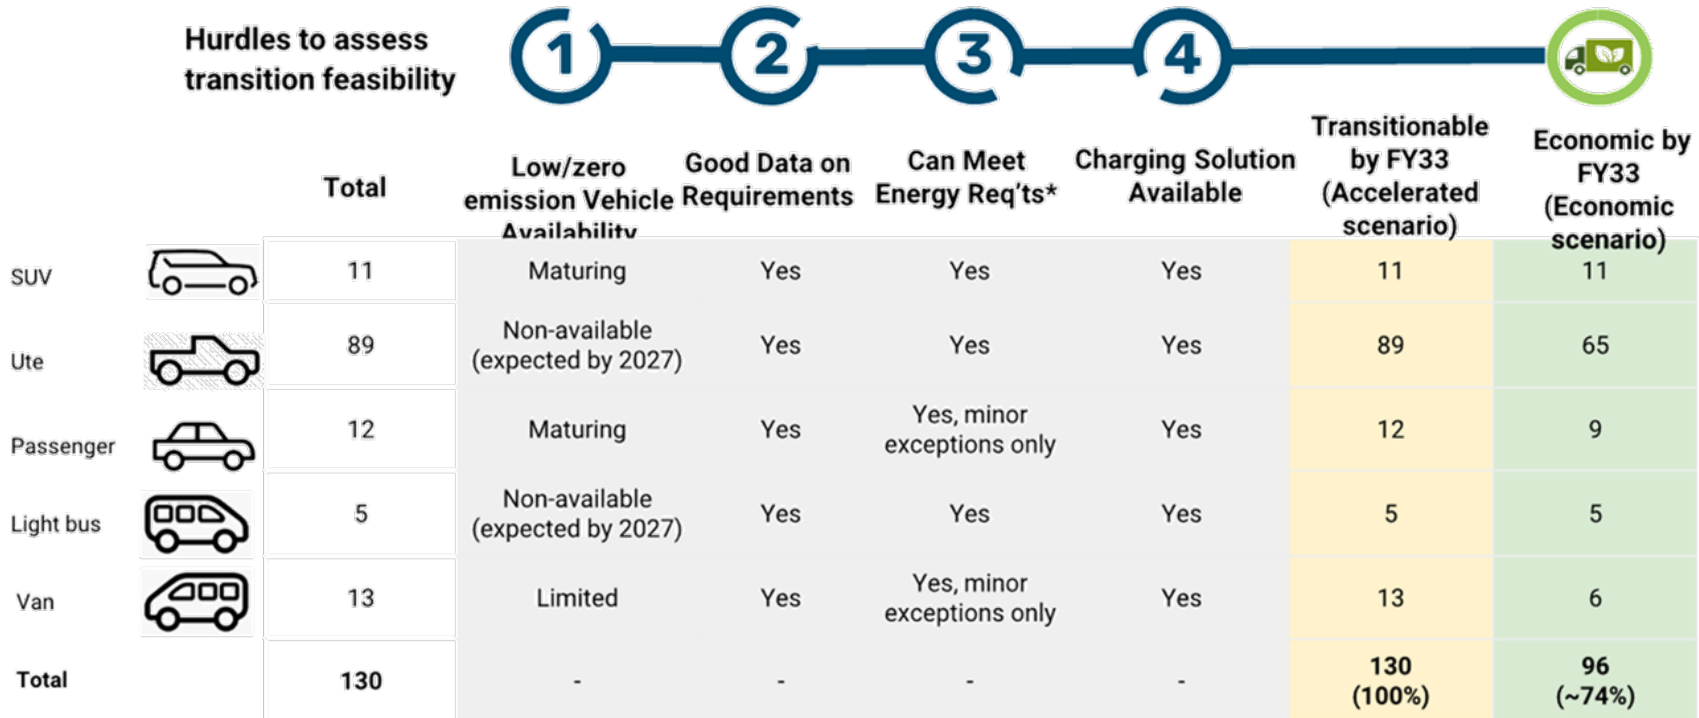 Hurdles to assess
transition feasibility
1
2
3
4
Total
Low/zero
emission Vehicle
Availability
Good Data on
Requirements
Can Meet
Energy Req'ts*
Charging Solution
Available
Transitionable
by FY33
(Accelerated
scenario)
Economic by
FY33
(Economic
scenario)
SUV
11
Maturing
Yes
Yes
Yes
11
11
Ute
89
Non-available
(expected by 2027)
Yes
Yes
Yes
89
65
Passenger
12
Maturing
Yes
Yes, minor
exceptions only
Yes
12
9
Light bus
5
Non-available
(expected by 2027)
Yes
Yes
Yes
5
5
Van
13
Limited
Yes
Yes, minor
exceptions only
Yes
13
6
Total
130
-
-
-
-
130
(100%)
96
(~74%)